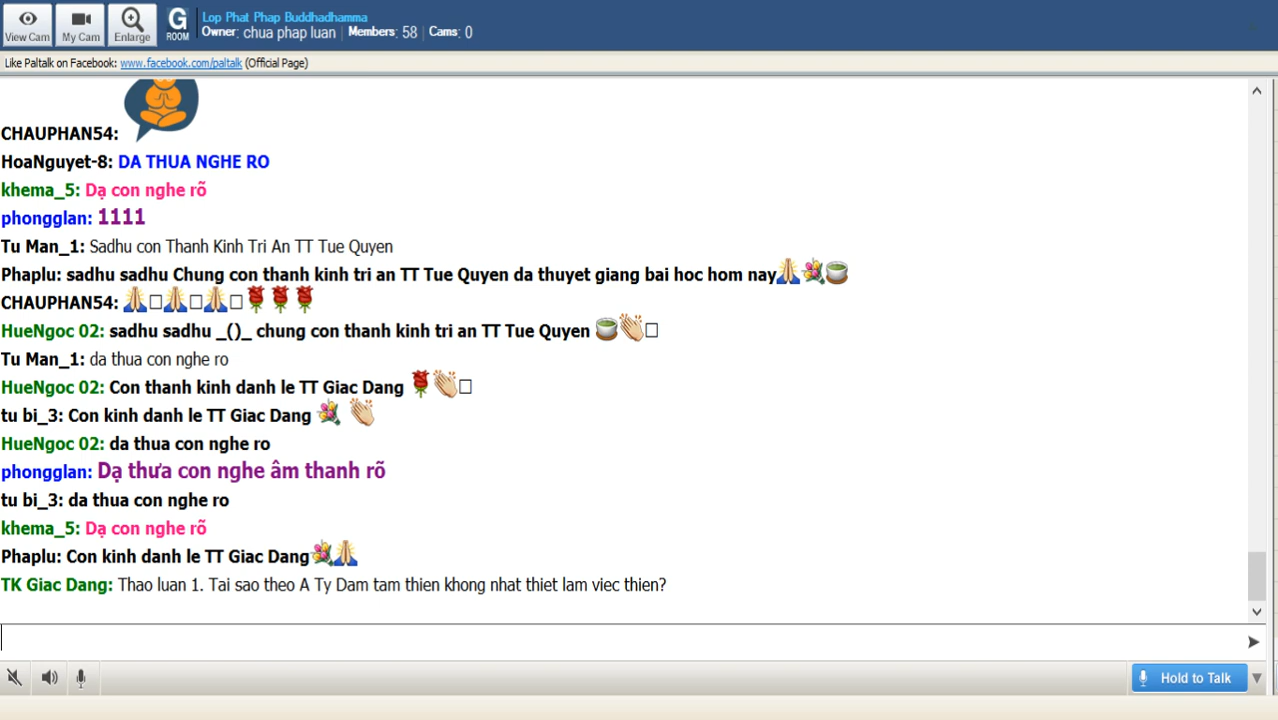 View Cam
My Cam
Enlarge
G
ROOM
Lop Phat Phap Buddhadhamma
Owner: chua phap luan | Members: 58 | Cams: 0
Like Paltalk on Facebook: www.facebook.com/paltalk (Official Page)
CHAUPHAN54:
HoaNguyet-8: DA THUA NGHE RO
khema_5: Dạ con nghe rõ
phongglan: 1111
Tu Man_1: Sadhu con Thanh Kinh Tri An TT Tue Quyen
Phaplu: sadhu sadhu Chung con thanh kinh tri an TT Tue Quyen da thuyet giang bai hoc hom nay🙏💐🍵
CHAUPHAN54: 🙏□🙏□🙏□🌹🌹🌹
HueNgoc 02: sadhu sadhu _()_ chung con thanh kinh tri an TT Tue Quyen 🍵👏□
Tu Man_1: da thua con nghe ro
HueNgoc 02: Con thanh kinh danh le TT Giac Dang 🌹👏□
tu bi_3: Con kinh danh le TT Giac Dang 💐 👏
HueNgoc 02: da thua con nghe ro
phongglan: Dạ thưa con nghe âm thanh rõ
tu bi_3: da thua con nghe ro
khema_5: Dạ con nghe rõ
Phaplu: Con kinh danh le TT Giac Dang💐🙏
TK Giac Dang: Thao luan 1. Tai sao theo A Ty Dam tam thien khong nhat thiet lam viec thien?
Hold to Talk